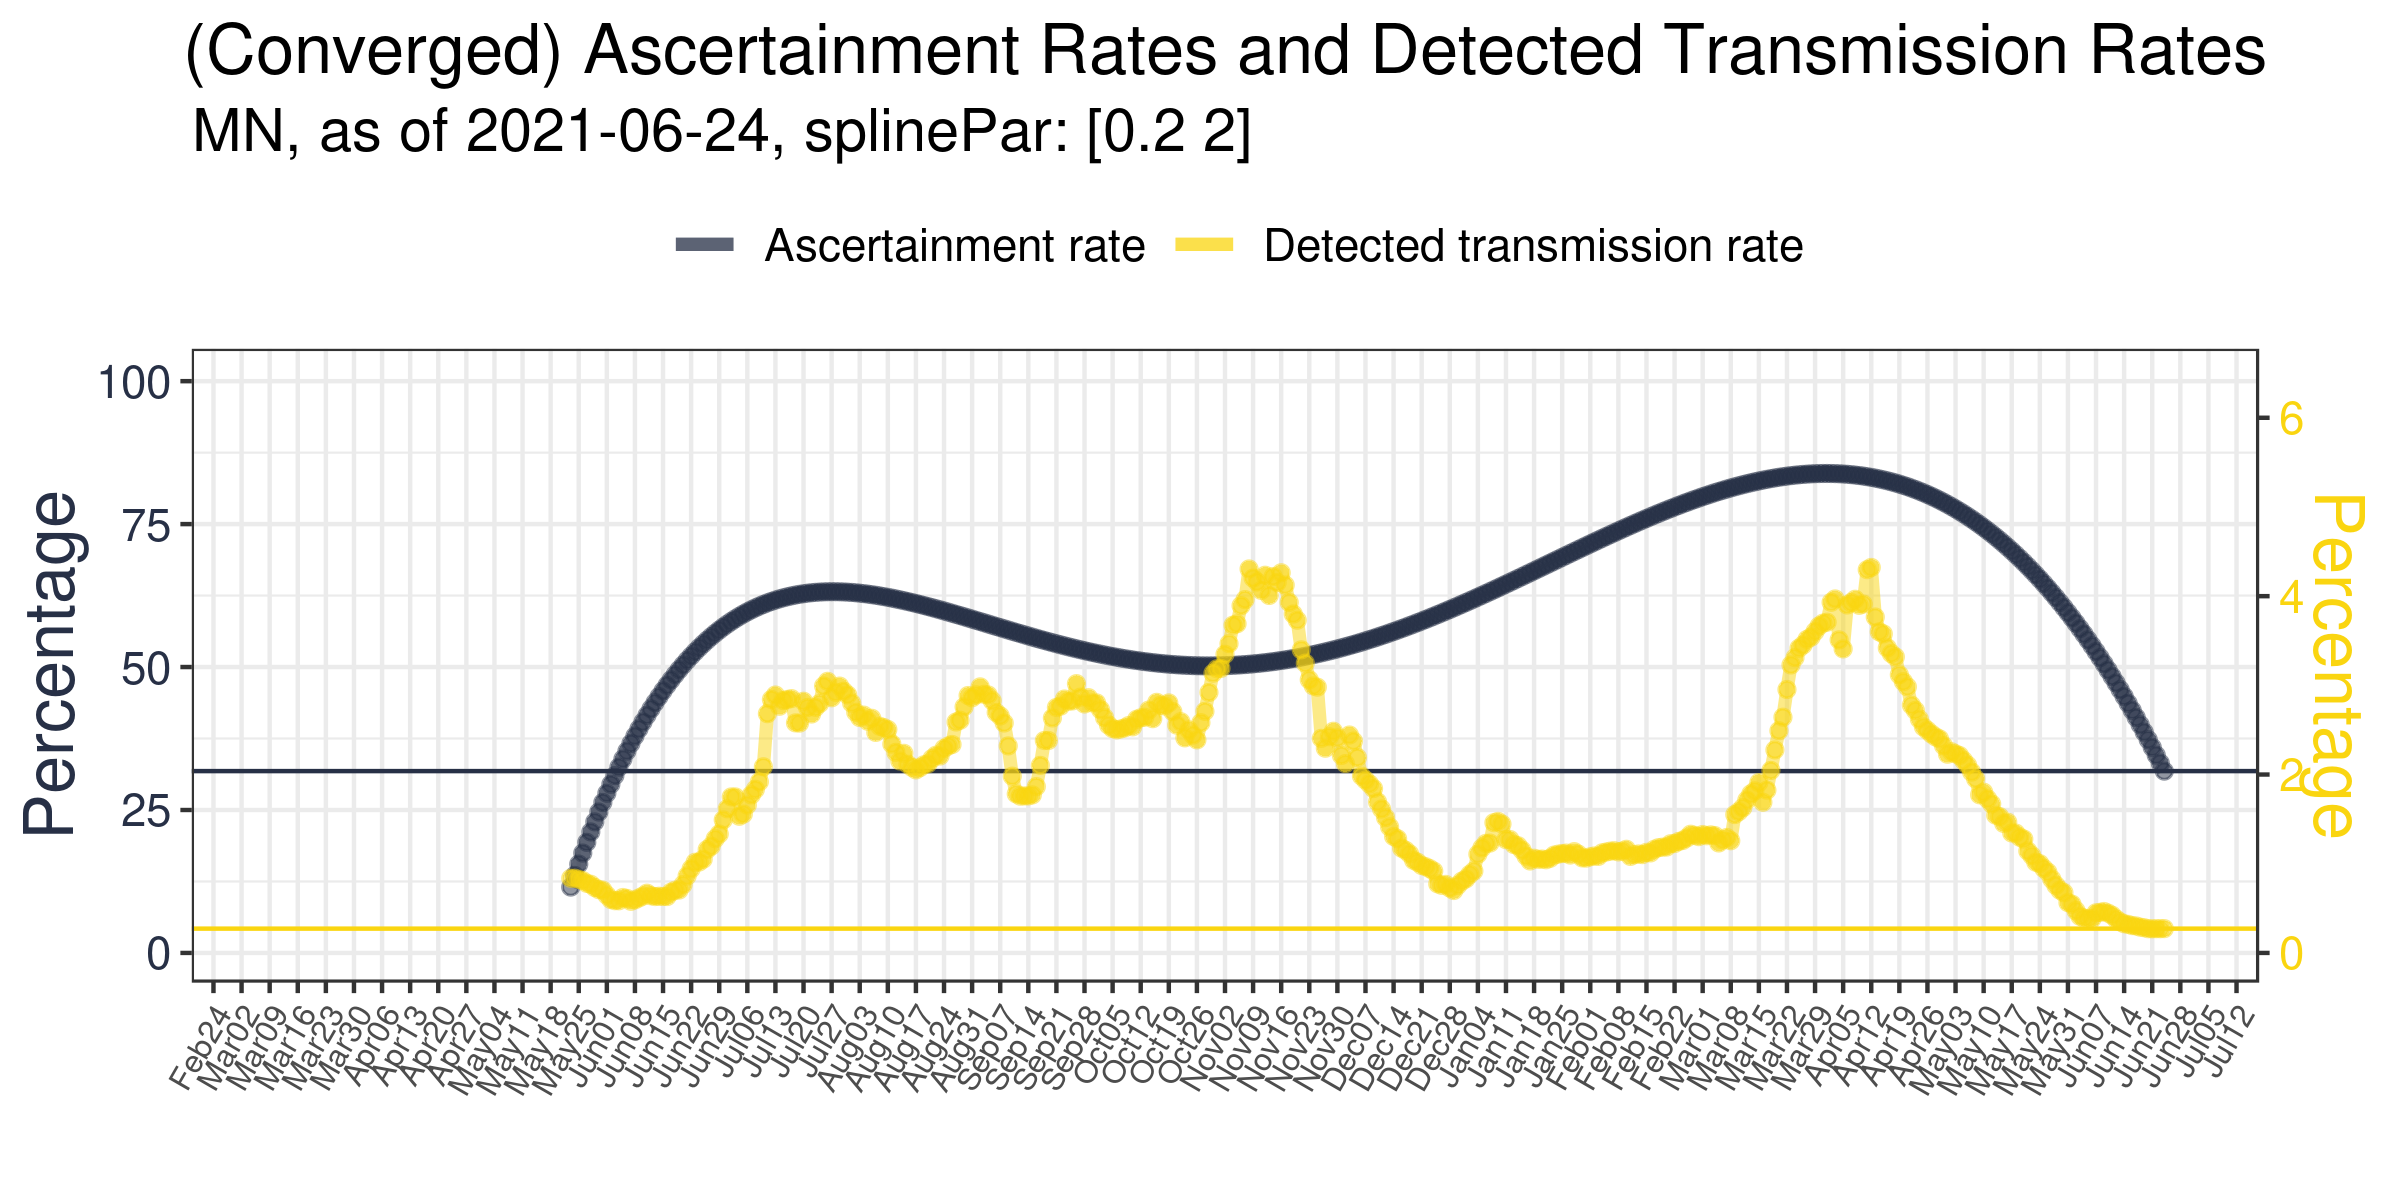 (Converged) Ascertainment Rates and Detected Transmission Rates
MN, as of 2021-06-24, splinePar: [0.2 2]
Ascertainment rate
Detected transmission rate
Percentage
100
75
50
25
0
6
4
2
0
Percentage
Feb24
Mar02
Mar09
Mar16
Mar23
Mar30
Apr06
Apr13
Apr20
Apr27
May04
May11
May18
May25
Jun01
Jun08
Jun15
Jun22
Jun29
Jul06
Jul13
Jul20
Jul27
Aug03
Aug10
Aug17
Aug24
Aug31
Sep07
Sep14
Sep21
Sep28
Oct05
Oct12
Oct19
Oct26
Nov02
Nov09
Nov16
Nov23
Nov30
Dec07
Dec14
Dec21
Dec28
Jan04
Jan11
Jan18
Jan25
Feb01
Feb08
Feb15
Feb22
Mar01
Mar08
Mar15
Mar22
Mar29
Apr05
Apr12
Apr19
Apr26
May03
May10
May17
May24
May31
Jun07
Jun14
Jun21
Jun28
Jul05
Jul12